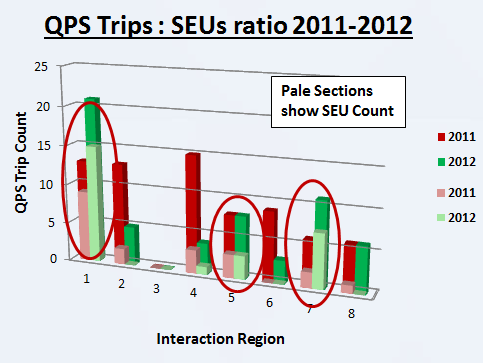 QPS Trips : SEUs ratio 2011-2012
Pale Sections
show SEU Count
25
20
15
10
5
0
QPS Trip Count
1 2 3 4 5 6 7 8
Interaction Region
2011
2012
2011
2012